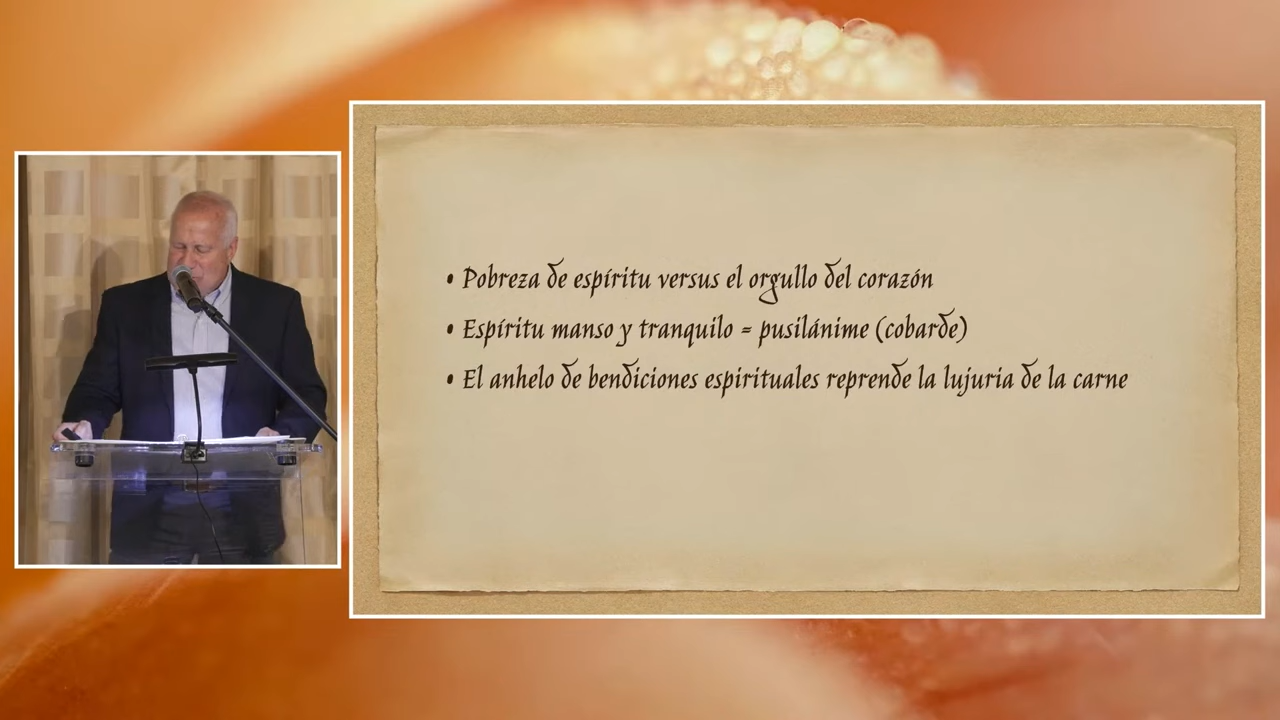 • Pobreza de espíritu versus el orgullo del corazón
• Espíritu manso y tranquilo = pusilánime (cobarde)
• El anhelo de bendiciones espirituales reprende la lujuria de la carne